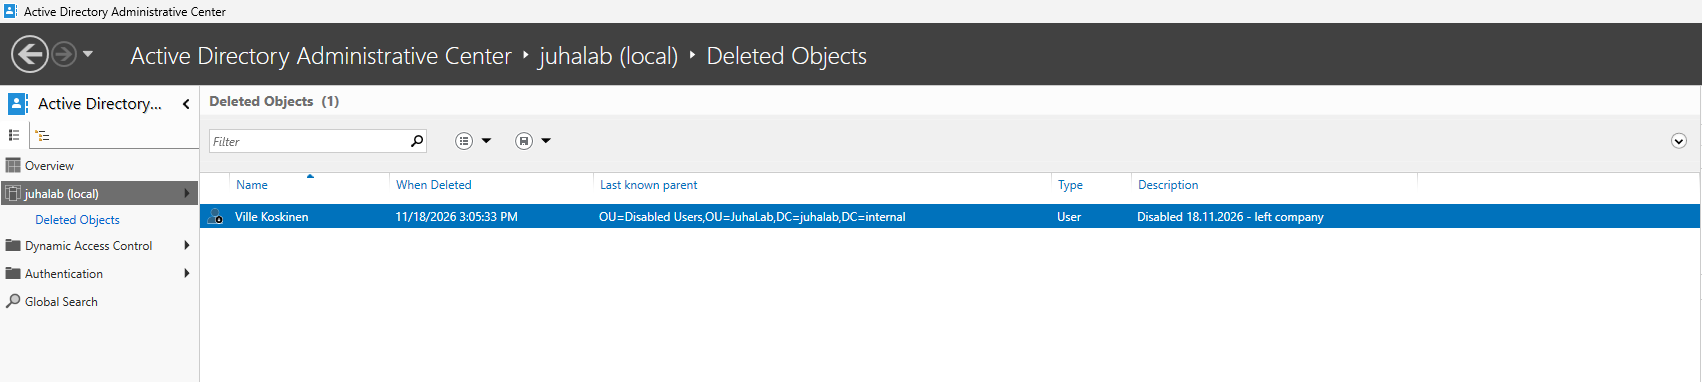 Active Directory Administrative Center
Active Directory Administrative Center · juhalab (local) · Deleted Objects
Active Directory...
Overview
juhalab (local)
Deleted Objects
Dynamic Access Control
Authentication
Global Search
Deleted Objects (1)
Filter
Name When Deleted Last known parent Type Description
Ville Koskinen 11/18/2026 3:05:33 PM OU=Disabled Users,OU=JuhaLab,DC=juhalab,DC=internal User Disabled 18.11.2026 - left company